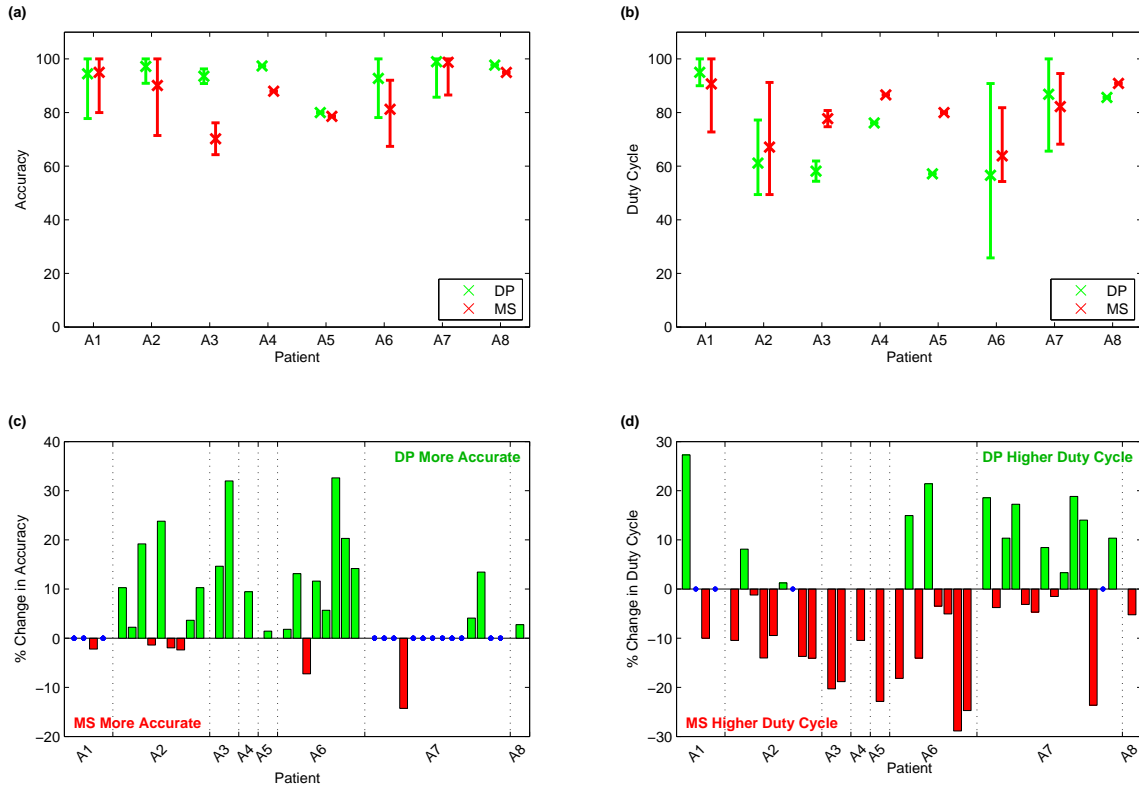 (a)
100
80
60
40
20
0
Accuracy
A1 A2 A3 A4 A5 A6 A7 A8
Patient
DP
MS
(b)
100
80
60
40
20
0
Duty Cycle
A1 A2 A3 A4 A5 A6 A7 A8
Patient
DP
MS
(c)
40
30
20
10
0
−10
−20
% Change in Accuracy
DP More Accurate
MS More Accurate
A1 A2 A3 A4 A5 A6 A7 A8
Patient
(d)
30
20
10
0
−10
−20
−30
% Change in Duty Cycle
DP Higher Duty Cycle
MS Higher Duty Cycle
A1 A2 A3 A4 A5 A6 A7 A8
Patient